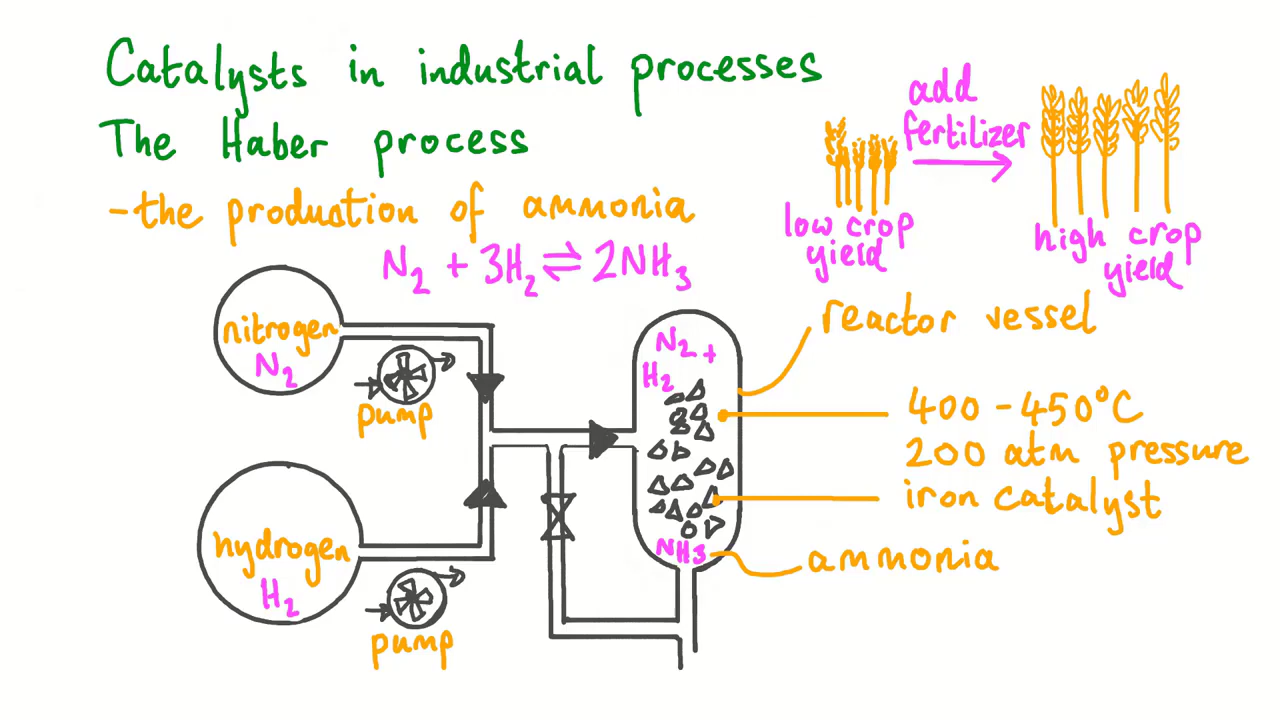 Catalysts in industrial processes
The Haber process
-the production of ammonia
N₂ + 3H₂ ⇌ 2NH₃
add
fertilizer
low crop
yield
high crop
yield
nitrogen
N₂
pump
hydrogen
H₂
pump
N₂ +
H₂
NH₃
reactor vessel
400-450°C
200 atm pressure
iron catalyst
ammonia